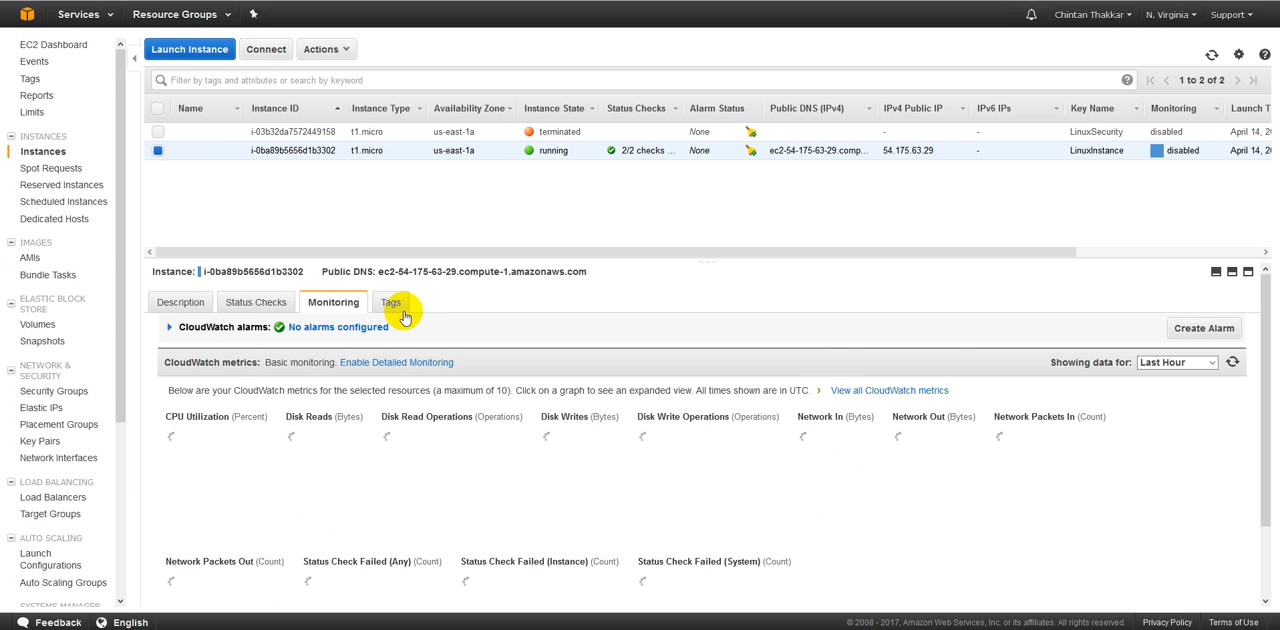 Services Resource Groups Chintan Thakkar N. Virginia Support
EC2 Dashboard
Events
Tags
Reports
Limits
INSTANCES
Instances
Spot Requests
Reserved Instances
Scheduled Instances
Dedicated Hosts
IMAGES
AMIs
Bundle Tasks
ELASTIC BLOCK
STORE
Volumes
Snapshots
NETWORK &
SECURITY
Security Groups
Elastic IPs
Placement Groups
Key Pairs
Network Interfaces
LOAD BALANCING
Load Balancers
Target Groups
AUTO SCALING
Launch
Configurations
Auto Scaling Groups
SYSTEMS MANAGER
Launch Instance Connect Actions
Filter by tags and attributes or search by keyword 1 to 2 of 2
Name Instance ID Instance Type Availability Zone Instance State Status Checks Alarm Status Public DNS (IPv4) IPv4 Public IP IPv6 IPs Key Name Monitoring Launch T
i-03b32da7572449158 t1.micro us-east-1a terminated None - - LinuxSecurity disabled April 14, 20
i-0ba89b5656d1b3302 t1.micro us-east-1a running 2/2 checks ... None ec2-54-175-63-29.comp... 54.175.63.29 - LinuxInstance disabled April 14, 20
Instance: i-0ba89b5656d1b3302 Public DNS: ec2-54-175-63-29.compute-1.amazonaws.com
Description Status Checks Monitoring Tags
CloudWatch alarms: No alarms configured Create Alarm
CloudWatch metrics: Basic monitoring. Enable Detailed Monitoring Showing data for: Last Hour
Below are your CloudWatch metrics for the selected resources (a maximum of 10). Click on a graph to see an expanded view. All times shown are in UTC. › View all CloudWatch metrics
CPU Utilization (Percent) Disk Reads (Bytes) Disk Read Operations (Operations) Disk Writes (Bytes) Disk Write Operations (Operations) Network In (Bytes) Network Out (Bytes) Network Packets In (Count)
Network Packets Out (Count) Status Check Failed (Any) (Count) Status Check Failed (Instance) (Count) Status Check Failed (System) (Count)
Feedback English © 2008 - 2017, Amazon Web Services, Inc. or its affiliates. All rights reserved. Privacy Policy Terms of Use